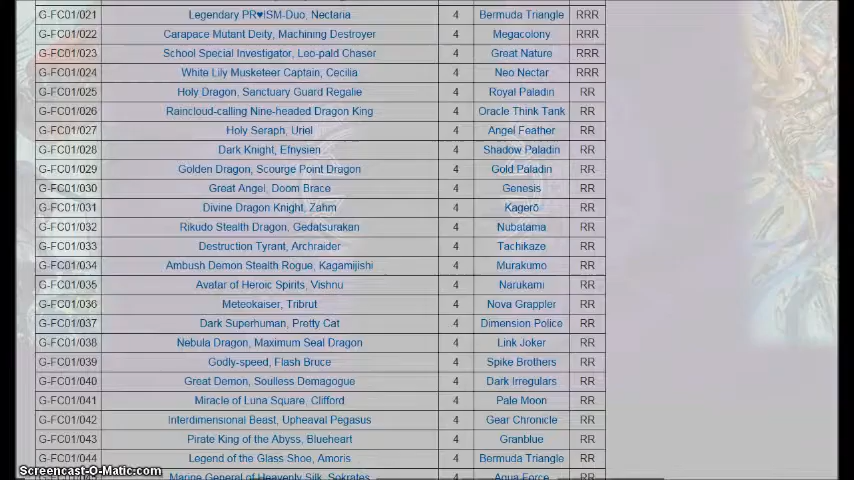 G-FC01/021 Legendary PR♥ISM-Duo, Nectaria 4 Bermuda Triangle RRR
G-FC01/022 Carapace Mutant Deity, Machining Destroyer 4 Megacolony RRR
G-FC01/023 School Special Investigator, Leo-pald Chaser 4 Great Nature RRR
G-FC01/024 White Lily Musketeer Captain, Cecilia 4 Neo Nectar RRR
G-FC01/025 Holy Dragon, Sanctuary Guard Regalie 4 Royal Paladin RR
G-FC01/026 Raincloud-calling Nine-headed Dragon King 4 Oracle Think Tank RR
G-FC01/027 Holy Seraph, Uriel 4 Angel Feather RR
G-FC01/028 Dark Knight, Efnysien 4 Shadow Paladin RR
G-FC01/029 Golden Dragon, Scourge Point Dragon 4 Gold Paladin RR
G-FC01/030 Great Angel, Doom Brace 4 Genesis RR
G-FC01/031 Divine Dragon Knight, Zahm 4 Kagerō RR
G-FC01/032 Rikudo Stealth Dragon, Gedatsurakan 4 Nubatama RR
G-FC01/033 Destruction Tyrant, Archraider 4 Tachikaze RR
G-FC01/034 Ambush Demon Stealth Rogue, Kagamijishi 4 Murakumo RR
G-FC01/035 Avatar of Heroic Spirits, Vishnu 4 Narukami RR
G-FC01/036 Meteokaiser, Tribrut 4 Nova Grappler RR
G-FC01/037 Dark Superhuman, Pretty Cat 4 Dimension Police RR
G-FC01/038 Nebula Dragon, Maximum Seal Dragon 4 Link Joker RR
G-FC01/039 Godly-speed, Flash Bruce 4 Spike Brothers RR
G-FC01/040 Great Demon, Soulless Demagogue 4 Dark Irregulars RR
G-FC01/041 Miracle of Luna Square, Clifford 4 Pale Moon RR
G-FC01/042 Interdimensional Beast, Upheaval Pegasus 4 Gear Chronicle RR
G-FC01/043 Pirate King of the Abyss, Blueheart 4 Granblue RR
G-FC01/044 Legend of the Glass Shoe, Amoris 4 Bermuda Triangle RR
Marine General of Heavenly Silk, Sokrates 4 Aqua Force RR
Screencast-O-Matic.com